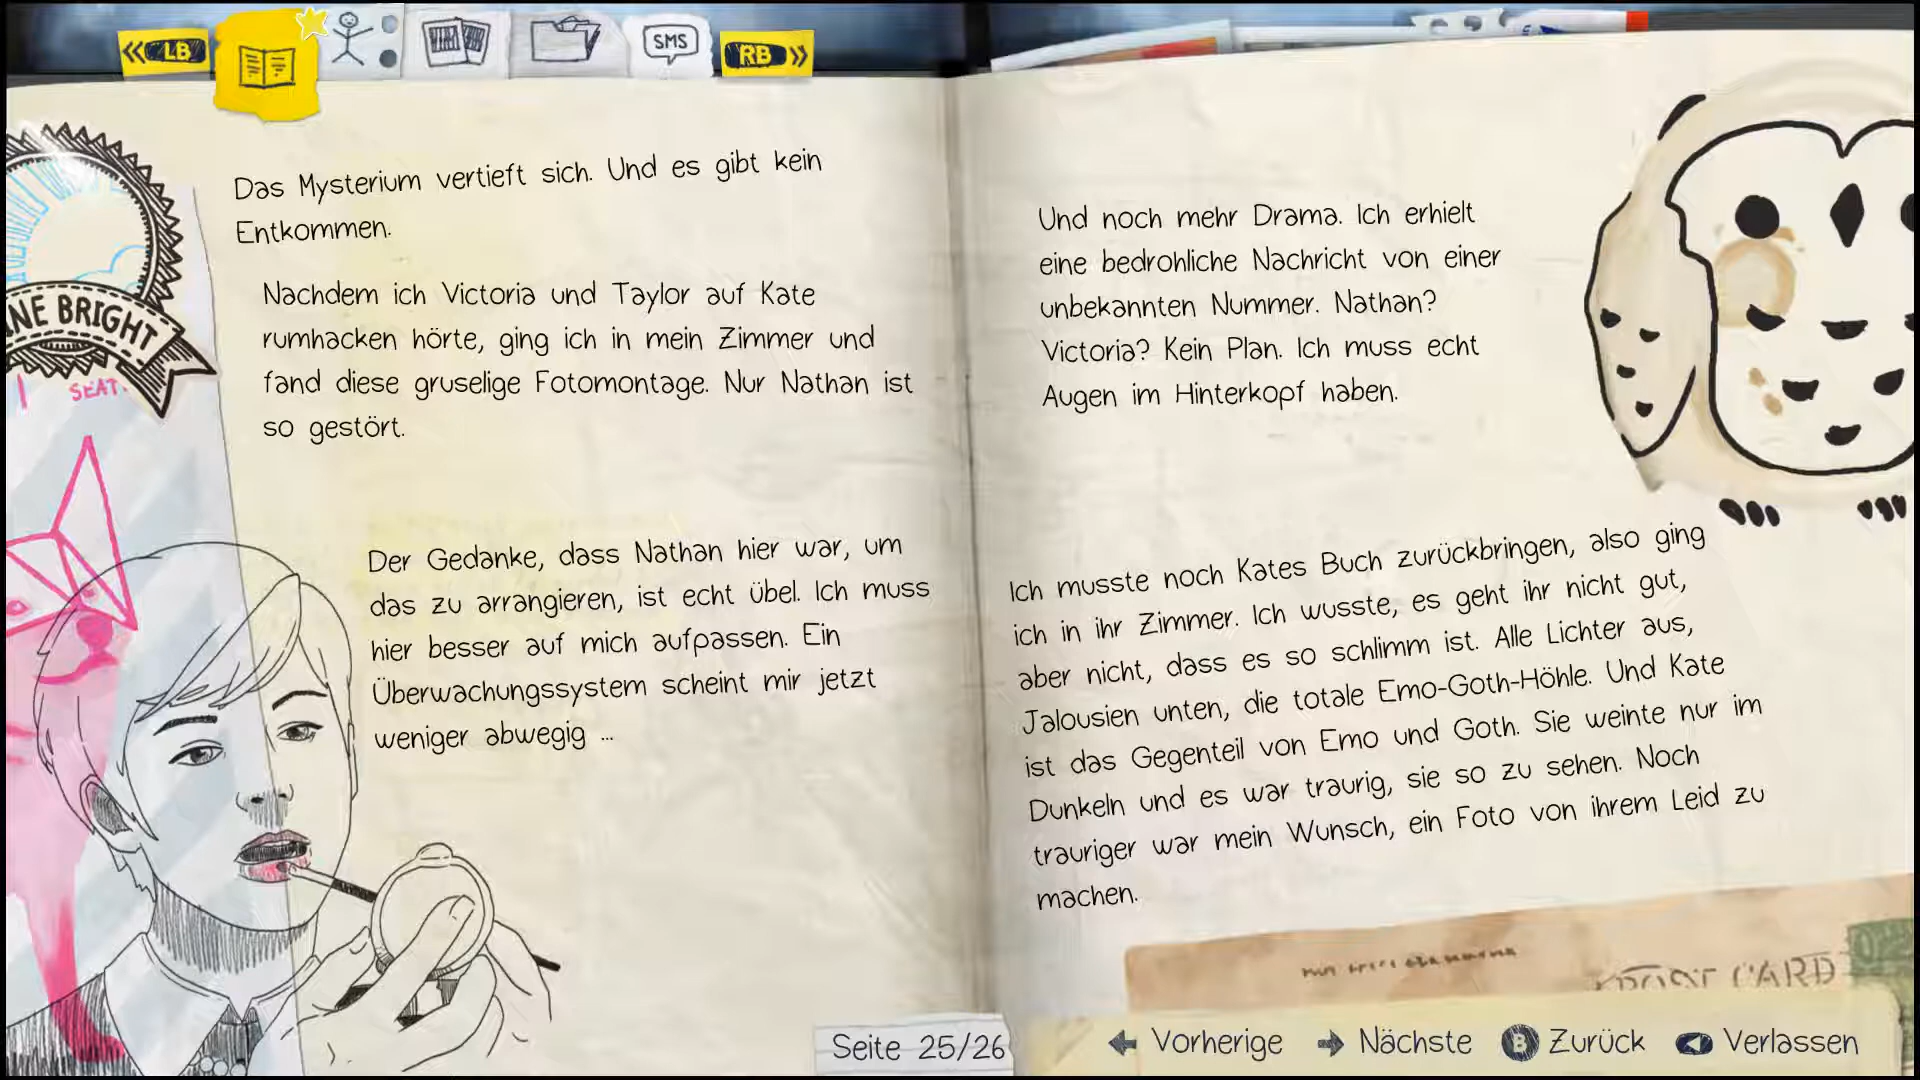 LB
SMS
RB
Das Mysterium vertieft sich. Und es gibt kein
Entkommen.
Nachdem ich Victoria und Taylor auf Kate
rumhacken hörte, ging ich in mein Zimmer und
fand diese gruselige Fotomontage. Nur Nathan ist
so gestört.
Der Gedanke, dass Nathan hier war, um
das zu arrangieren, ist echt übel. Ich muss
hier besser auf mich aufpassen. Ein
Überwachungssystem scheint mir jetzt
weniger abwegig ...
NE BRIGHT
SEAT.
Und noch mehr Drama. Ich erhielt
eine bedrohliche Nachricht von einer
unbekannten Nummer. Nathan?
Victoria? Kein Plan. Ich muss echt
Augen im Hinterkopf haben.
Ich musste noch Kates Buch zurückbringen, also ging
ich in ihr Zimmer. Ich wusste, es geht ihr nicht gut,
aber nicht, dass es so schlimm ist. Alle Lichter aus,
Jalousien unten, die totale Emo-Goth-Höhle. Und Kate
ist das Gegenteil von Emo und Goth. Sie weinte nur im
Dunkeln und es war traurig, sie so zu sehen. Noch
trauriger war mein Wunsch, ein Foto von ihrem Leid zu
machen.
POST CARD
Seite 25/26
Vorherige
Nächste
B Zurück
Verlassen